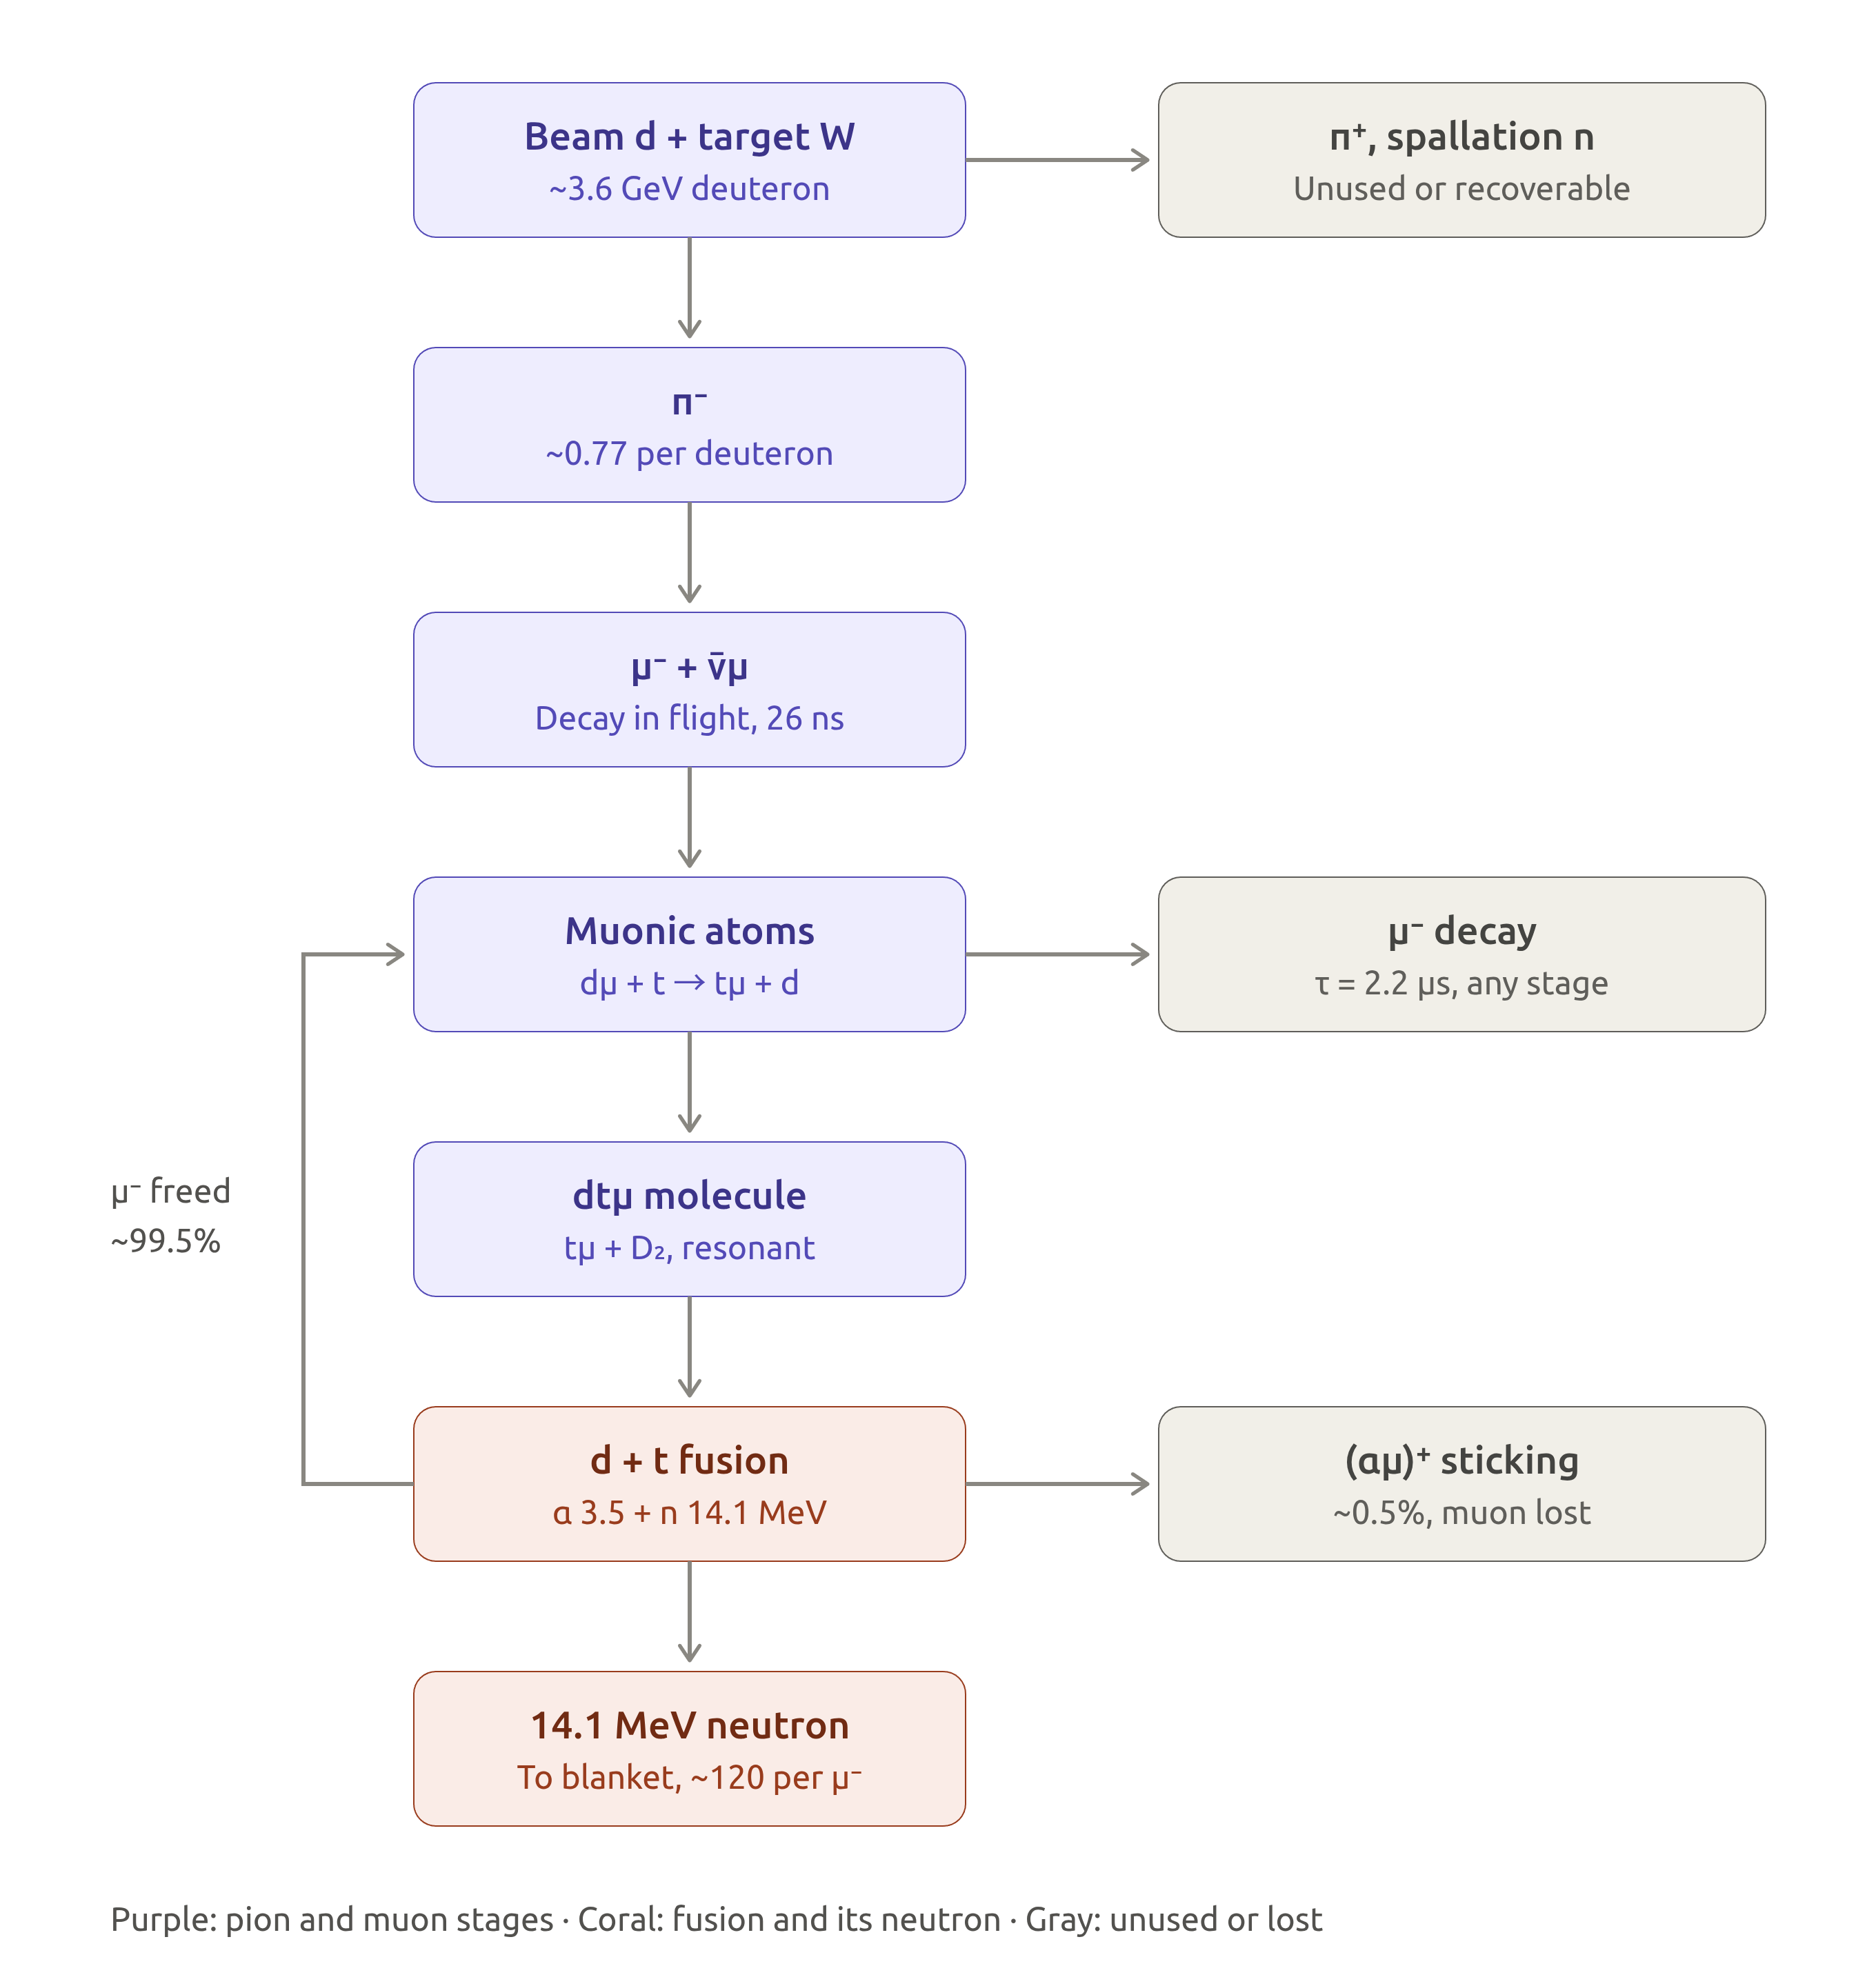 Beam d + target W
~3.6 GeV deuteron
π⁺, spallation n
Unused or recoverable
π⁻
~0.77 per deuteron
μ⁻ + ν̄μ
Decay in flight, 26 ns
Muonic atoms
dμ + t → tμ + d
μ⁻ decay
τ = 2.2 μs, any stage
μ⁻ freed
~99.5%
dtμ molecule
tμ + D₂, resonant
d + t fusion
α 3.5 + n 14.1 MeV
(αμ)⁺ sticking
~0.5%, muon lost
14.1 MeV neutron
To blanket, ~120 per μ⁻
Purple: pion and muon stages · Coral: fusion and its neutron · Gray: unused or lost